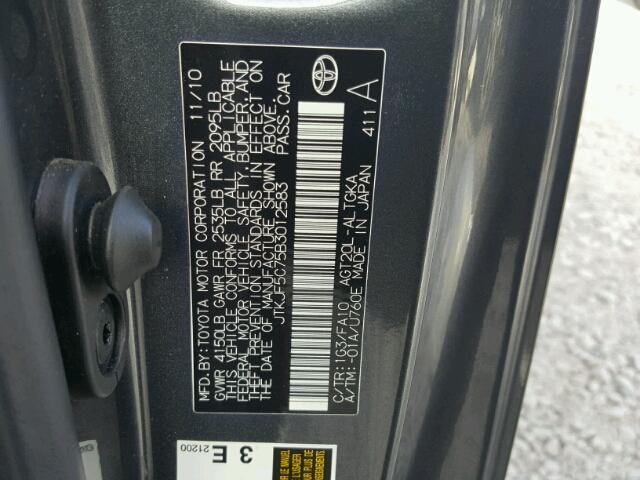 MFD.BY: TOYOTA MOTOR CORPORATION 11/10
GVWR 4150LB GAWR FR 2535LB RR 2095LB
THIS VEHICLE CONFORMS TO ALL APPLICABLE
FEDERAL MOTOR VEHICLE SAFETY, BUMPER, AND
THEFT PREVENTION STANDARDS IN EFFECT ON
THE DATE OF MANUFACTURE SHOWN ABOVE.
JTKJF5C75B3012583 PASS.CAR
C/TR:1G3/FA10 AGT20L-ALTGKA
A/TM:-01A/U760E MADE IN JAPAN
411 A
3 E
21200